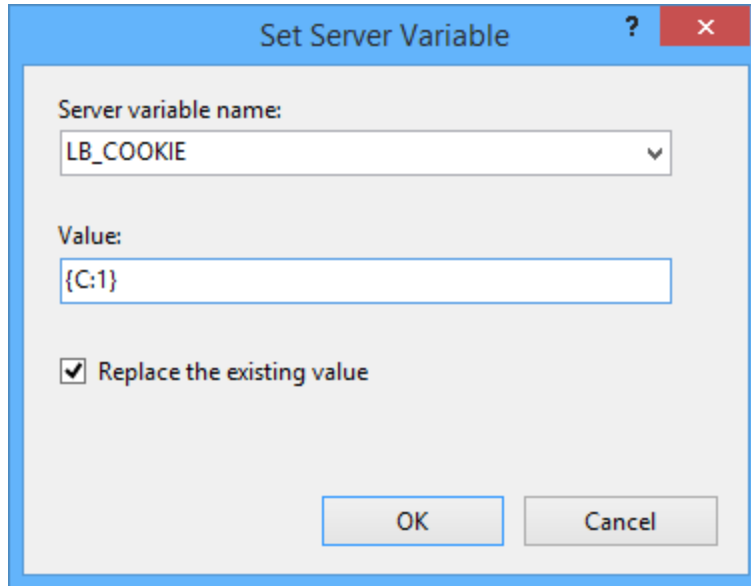 Set Server Variable
?
Server variable name:
LB_COOKIE
Value:
{C:1}
Replace the existing value
OK Cancel